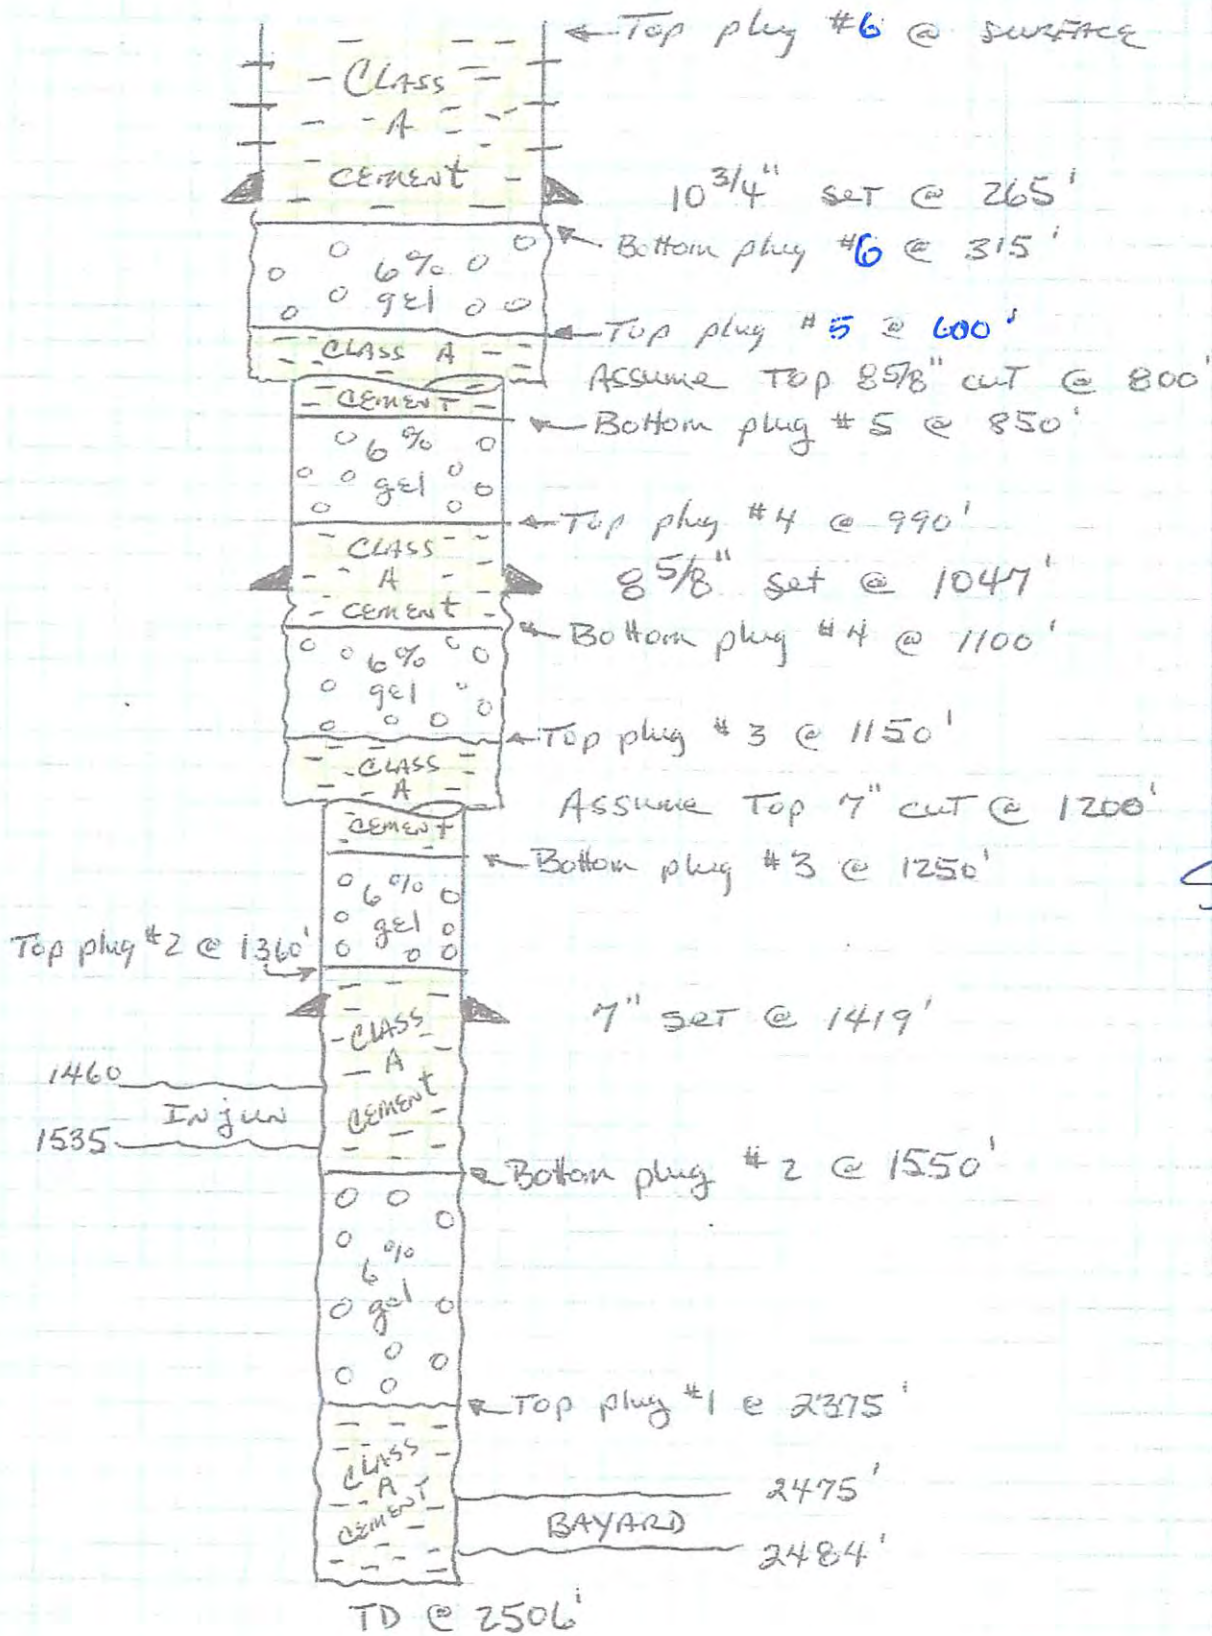 Top plug #6 @ SURFACE
CLASS
A
CEMENT
10 3/4" set @ 265'
Bottom plug #6 @ 315'
6%
gel
Top plug #5 @ 600'
CLASS A
Assume Top 8 5/8" cut @ 800'
CEMENT
Bottom plug #5 @ 850'
6%
gel
Top plug #4 @ 990'
CLASS
A
8 5/8" set @ 1047'
CEMENT
Bottom plug #4 @ 1100'
6%
gel
Top plug #3 @ 1150'
CLASS
A
Assume Top 7" cut @ 1200'
CEMENT
Bottom plug #3 @ 1250'
6%
gel
Top plug #2 @ 1360'
7" set @ 1419'
CLASS
A
CEMENT
1460
Injun
1535
Bottom plug #2 @ 1550'
6%
gel
Top plug #1 @ 2375'
CLASS
A
CEMENT
2475'
BAYARD
2484'
TD @ 2506'